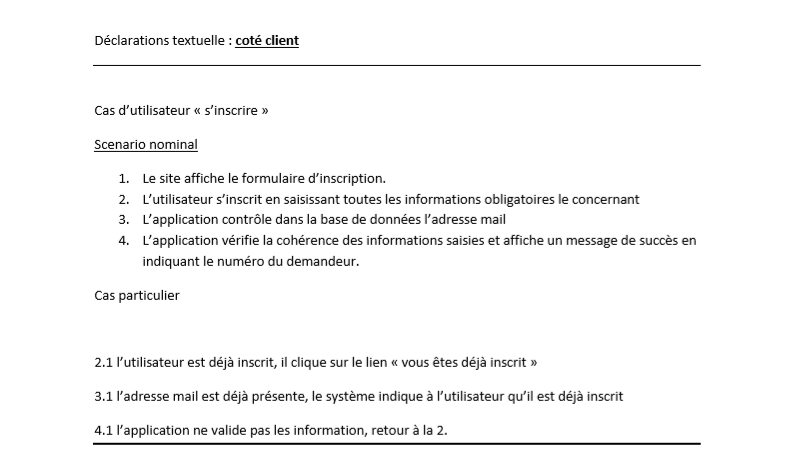 Déclarations textuelle : coté client
Cas d’utilisateur « s’inscrire »
Scenario nominal
1. Le site affiche le formulaire d’inscription.
2. L’utilisateur s’inscrit en saisissant toutes les informations obligatoires le concernant
3. L’application contrôle dans la base de données l’adresse mail
4. L’application vérifie la cohérence des informations saisies et affiche un message de succès en
indiquant le numéro du demandeur.
Cas particulier
2.1 l’utilisateur est déjà inscrit, il clique sur le lien « vous êtes déjà inscrit »
3.1 l’adresse mail est déjà présente, le système indique à l’utilisateur qu’il est déjà inscrit
4.1 l’application ne valide pas les information, retour à la 2.